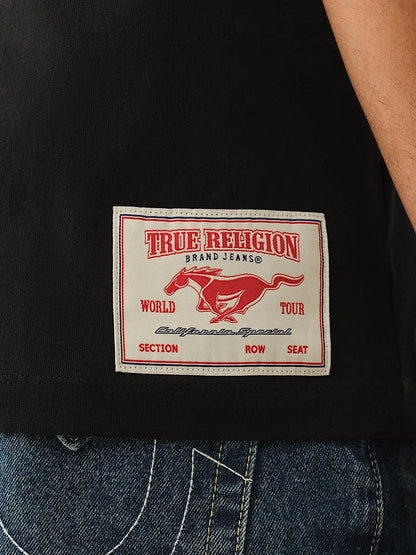 TRUE RELIGION
BRAND JEANS®
WORLD TOUR
California Special
SECTION ROW SEAT